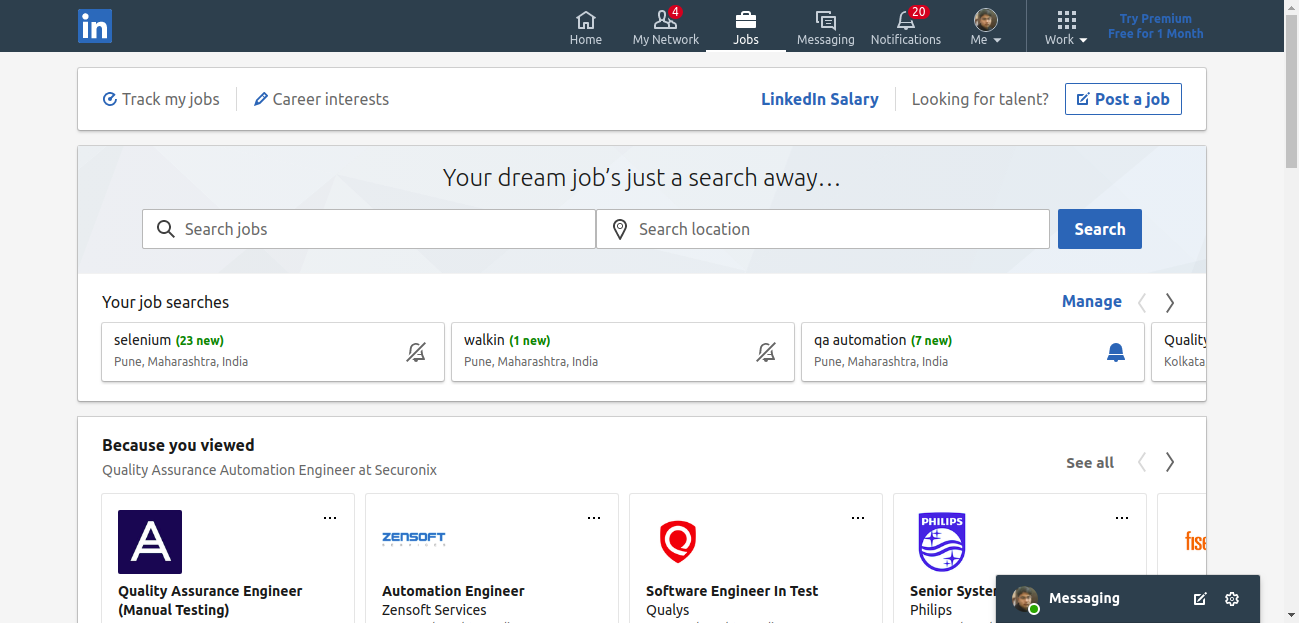 in
4
20
Home
My Network
Jobs
Messaging
Notifications
Me
Work
Try Premium
Free for 1 Month
Track my jobs
Career interests
LinkedIn Salary
Looking for talent?
Post a job
Your dream job's just a search away…
Search jobs
Search location
Search
Your job searches
Manage
selenium (23 new)
Pune, Maharashtra, India
walkin (1 new)
Pune, Maharashtra, India
qa automation (7 new)
Pune, Maharashtra, India
Quality
Kolkata
Because you viewed
Quality Assurance Automation Engineer at Securonix
See all
A
Quality Assurance Engineer
(Manual Testing)
ZENSOFT
SERVICES
Automation Engineer
Zensoft Services
Software Engineer In Test
Qualys
PHILIPS
Senior
Philips
Messaging